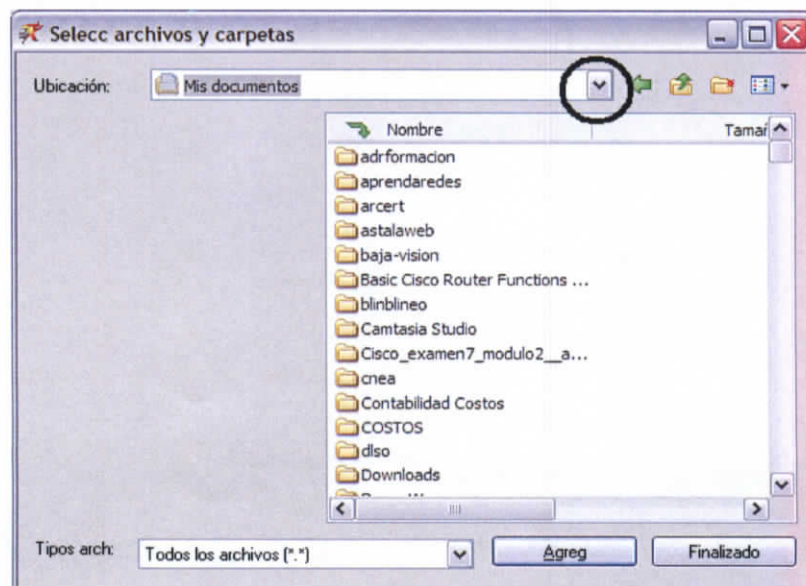 Selecc archivos y carpetas
Ubicación:
Mis documentos
Nombre
Tamañ
adrformacion
aprendaredes
arcert
astalaweb
baja-vision
Basic Cisco Router Functions ...
blinblineo
Camtasia Studio
Cisco_examen7_modulo2__a...
cnea
Contabilidad Costos
COSTOS
dlso
Downloads
Tipos arch:
Todos los archivos (*.*)
Agreg
Finalizado